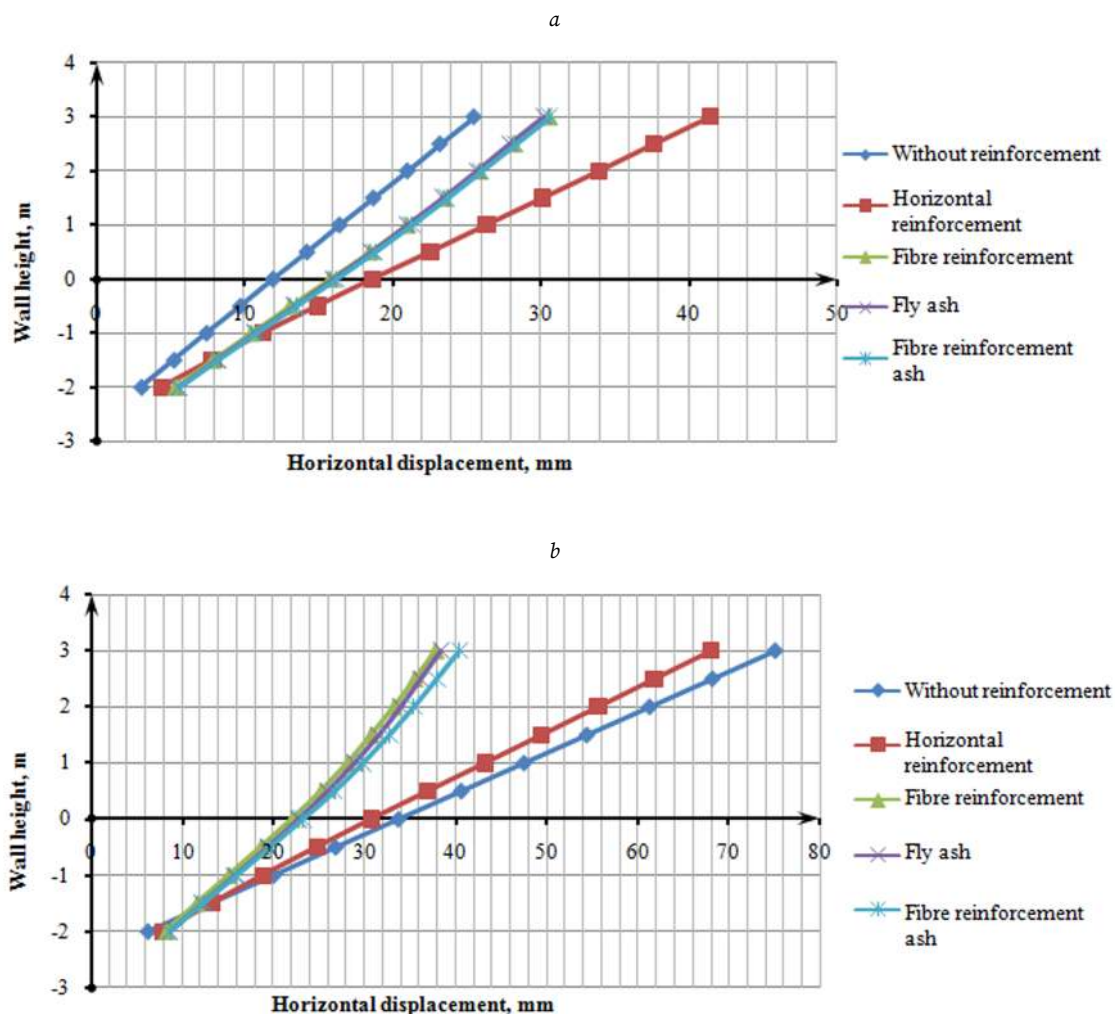 a
4
3
2
1
0
-1
-2
-3
Wall height, m
0
10
20
30
40
50
Horizontal displacement, mm
Without reinforcement
Horizontal
reinforcement
Fibre reinforcement
Fly ash
Fibre reinforcement
ash
b
4
3
2
1
0
-1
-2
-3
Wall height, m
0
10
20
30
40
50
60
70
80
Horizontal displacement, mm
Without reinforcement
Horizontal
reinforcement
Fibre reinforcement
Fly ash
Fibre reinforcement
ash